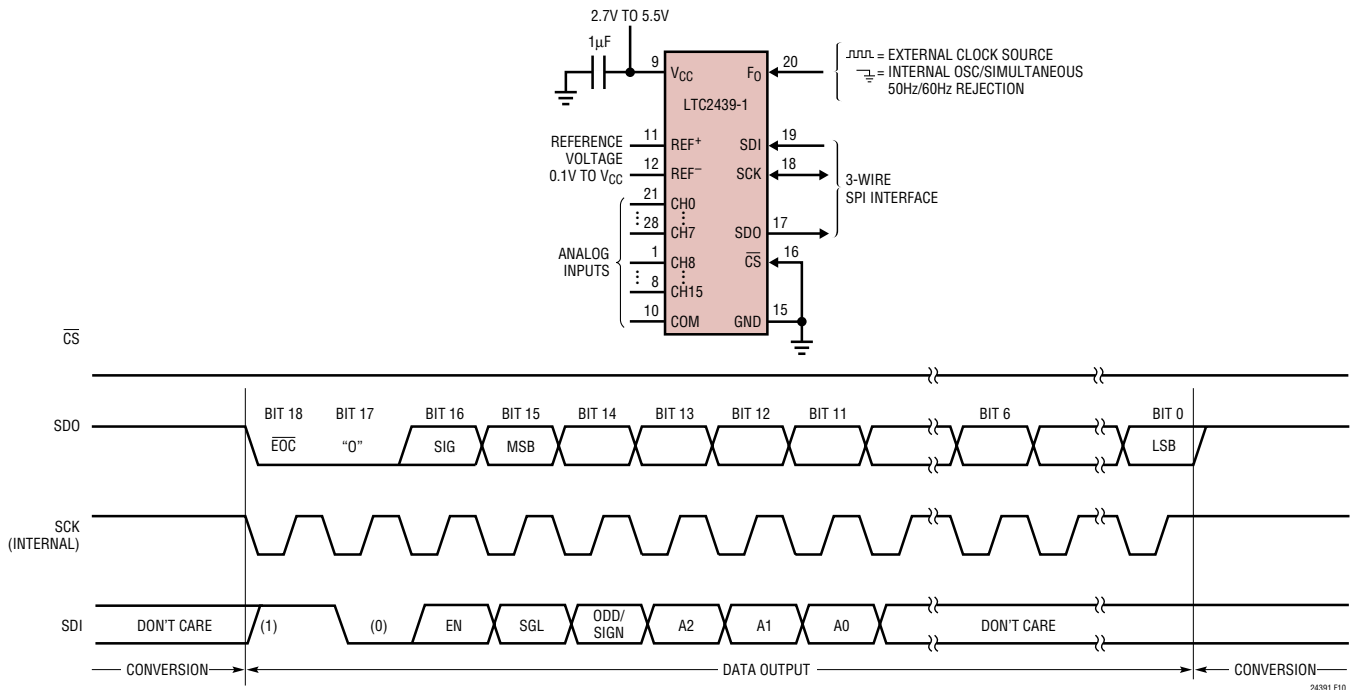 2.7V TO 5.5V
1µF
9
VCC
FO
20
= EXTERNAL CLOCK SOURCE
= INTERNAL OSC/SIMULTANEOUS
50Hz/60Hz REJECTION
LTC2439-1
REFERENCE
VOLTAGE
0.1V TO VCC
11
REF+
SDI
19
12
REF–
SCK
18
3-WIRE
SPI INTERFACE
21
CH0
28
CH7
SDO
17
ANALOG
INPUTS
1
CH8
CS
16
8
CH15
10
COM
GND
15
CS
BIT 18
BIT 17
BIT 16
BIT 15
BIT 14
BIT 13
BIT 12
BIT 11
BIT 6
BIT 0
SDO
EOC
"0"
SIG
MSB
LSB
SCK
(INTERNAL)
SDI
DON'T CARE
(1)
(0)
EN
SGL
ODD/
SIGN
A2
A1
A0
DON'T CARE
CONVERSION
DATA OUTPUT
CONVERSION
24391 F10